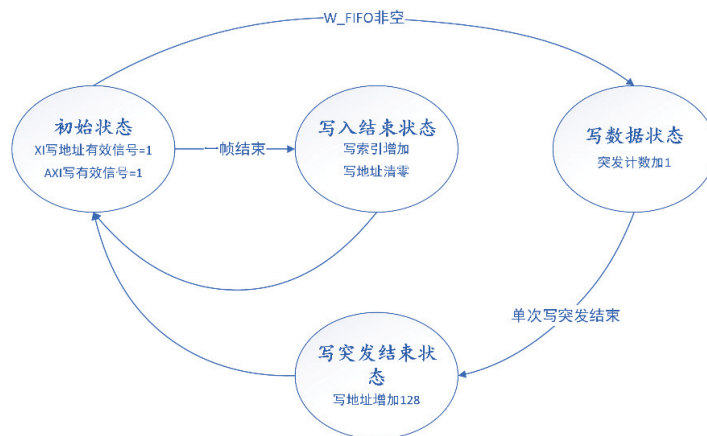 W_FIFO非空
初始状态
XI写地址有效信号=1
AXI写有效信号=1
一帧结束
写入结束状态
写索引增加
写地址清零
写数据状态
突发计数加1
单次写突发结束
写突发结束状
态
写地址增加128